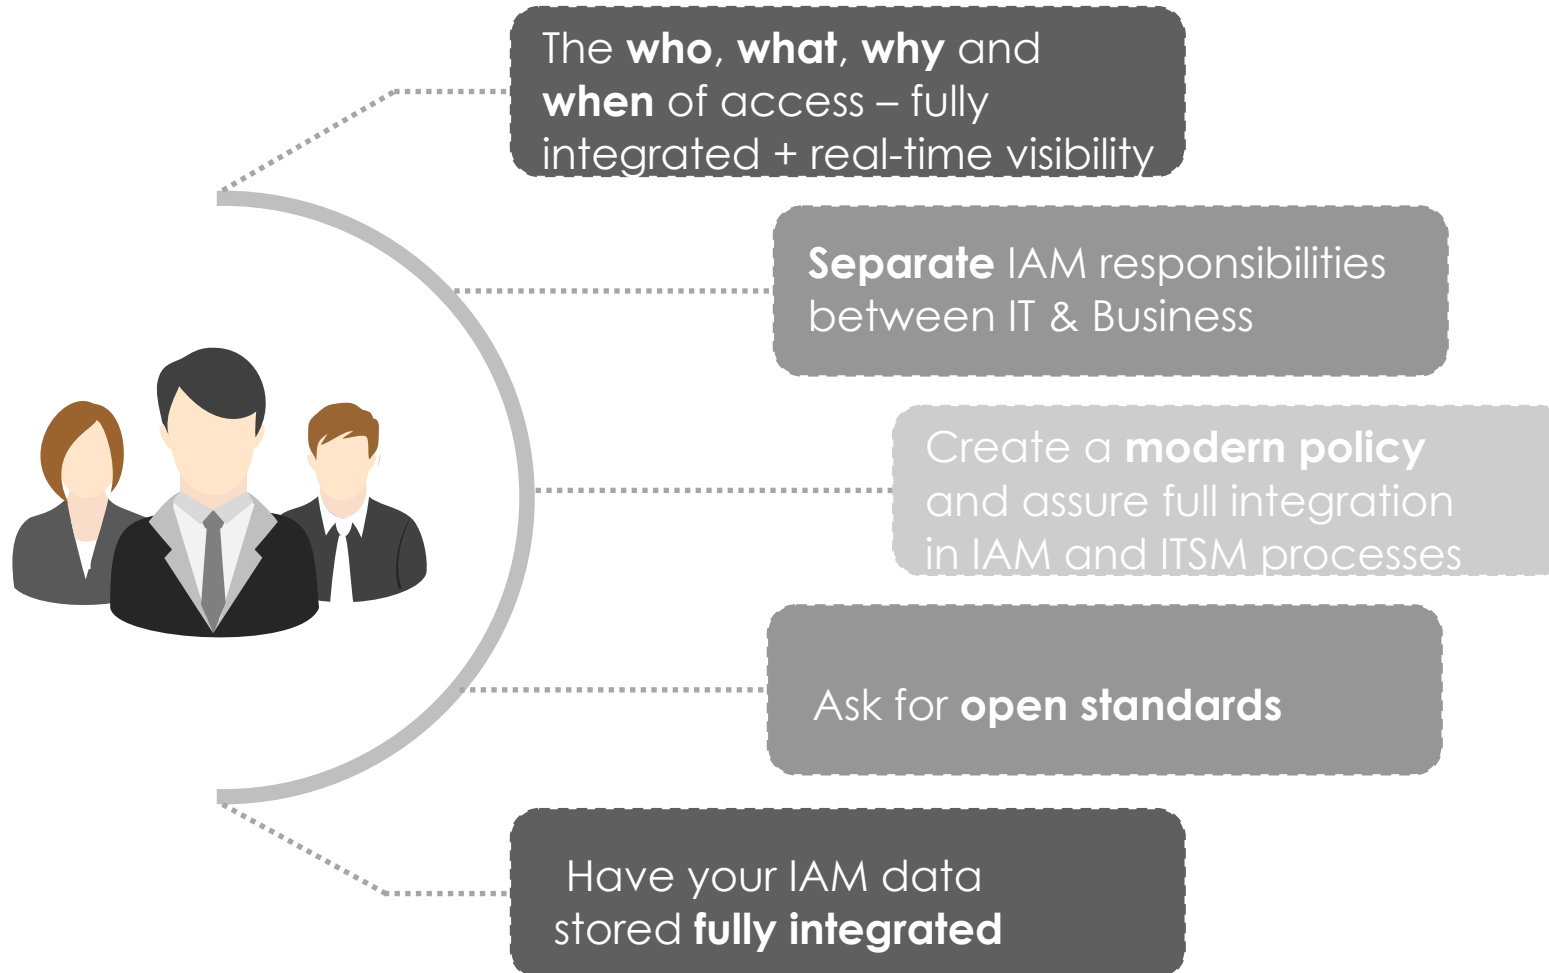 The who, what, why and
when of access – fully
integrated + real-time visibility
Separate IAM responsibilities
between IT & Business
Create a modern policy
and assure full integration
in IAM and ITSM processes
Ask for open standards
Have your IAM data
stored fully integrated